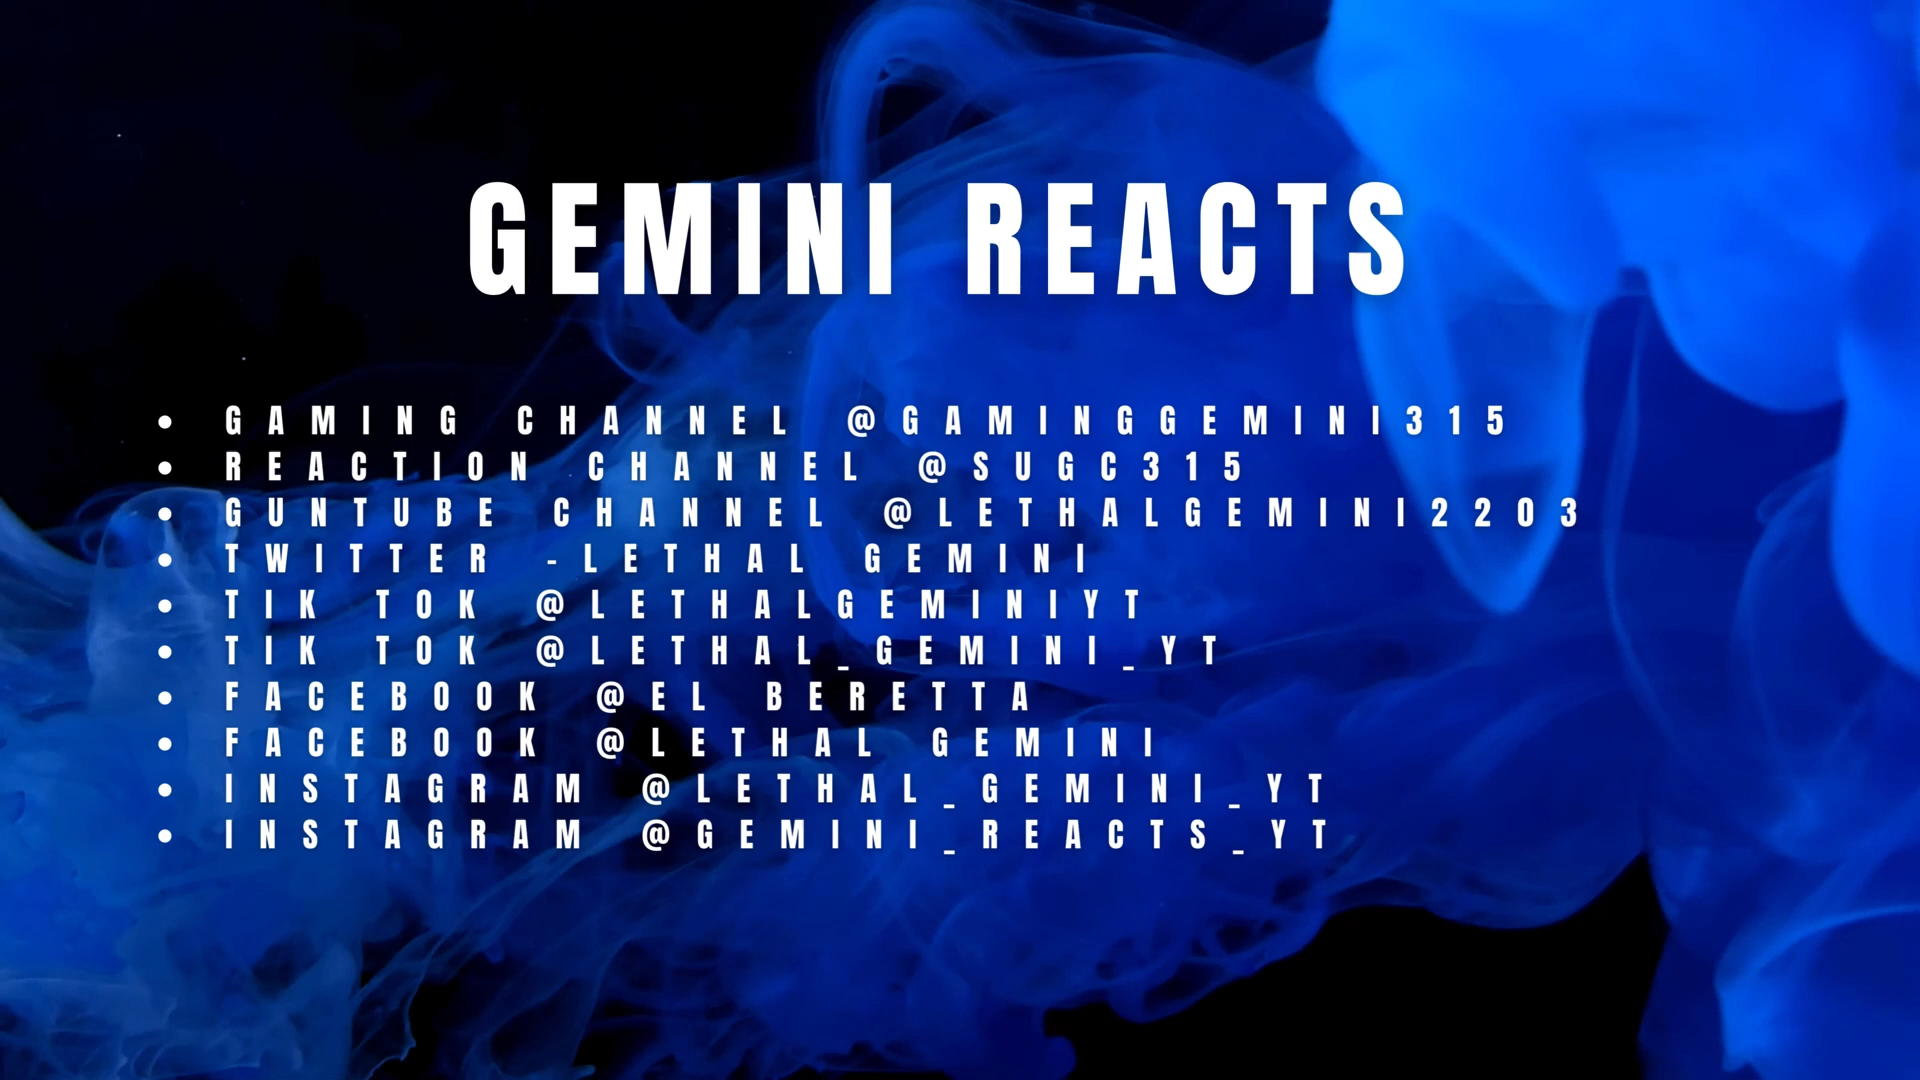 GEMINI REACTS
• GAMING CHANNEL @GAMINGGEMINI315
• REACTION CHANNEL @SUGC315
• GUNTUBE CHANNEL @LETHALGEMINI2203
• TWITTER -LETHAL GEMINI
• TIK TOK @LETHALGEMINIYT
• TIK TOK @LETHAL_GEMINI_YT
• FACEBOOK @EL BERETTA
• FACEBOOK @LETHAL GEMINI
• INSTAGRAM @LETHAL_GEMINI_YT
• INSTAGRAM @GEMINI_REACTS_YT